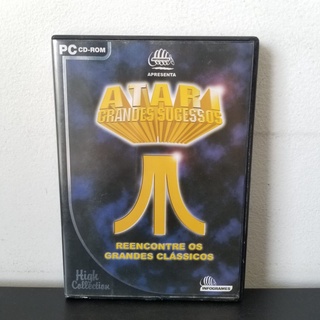 PC CD-ROM
APRESENTA
ATARI
GRANDES SUCESSOS
REENCONTRE OS
GRANDES CLÁSSICOS
High
Collection
INFOGRAMES